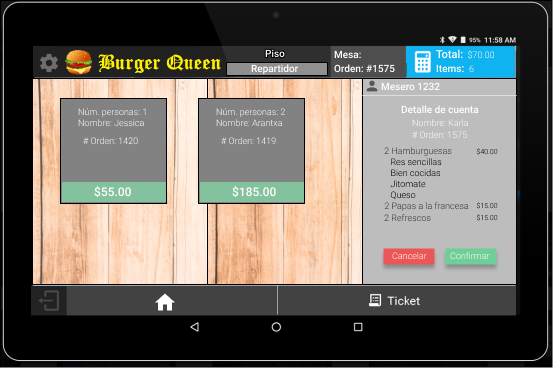 95% 11:58 AM
Burger Queen
Piso
Repartidor
Mesa:
Orden: #1575
Total: $70.00
Items: 6
Mesero 1232
Núm. personas: 1
Nombre: Jessica
# Orden: 1420
$55.00
Núm. personas: 2
Nombre: Arantxa
# Orden: 1419
$185.00
Detalle de cuenta
Nombre: Karla
# Orden: 1575
2 Hamburguesas $40.00
Res sencillas
Bien cocidas
Jitomate
Queso
2 Papas a la francesa $15.00
2 Refrescos $15.00
Cancelar Confirmar
Ticket